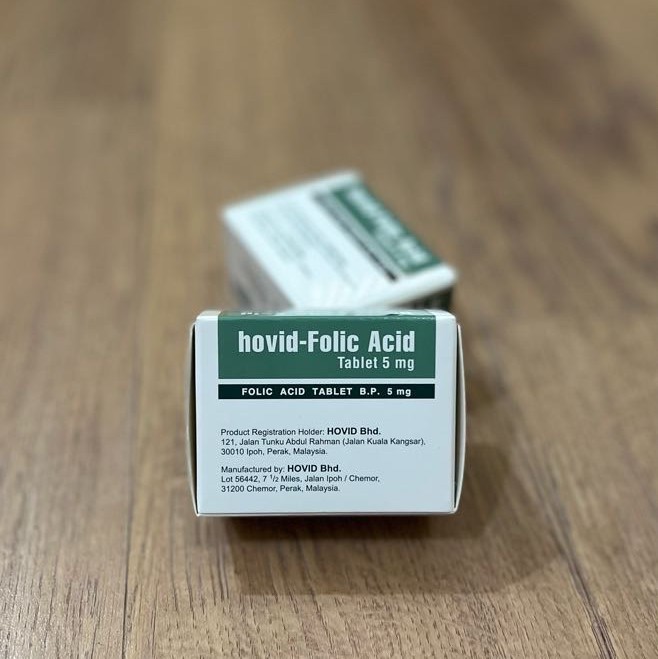 hovid-Folic Acid
Tablet 5 mg
FOLIC ACID TABLET B.P. 5 mg
Product Registration Holder: HOVID Bhd.
121, Jalan Tunku Abdul Rahman (Jalan Kuala Kangsar),
30010 Ipoh, Perak, Malaysia.
Manufactured by: HOVID Bhd.
Lot 56442, 7 1/2 Miles, Jalan Ipoh / Chemor,
31200 Chemor, Perak, Malaysia.